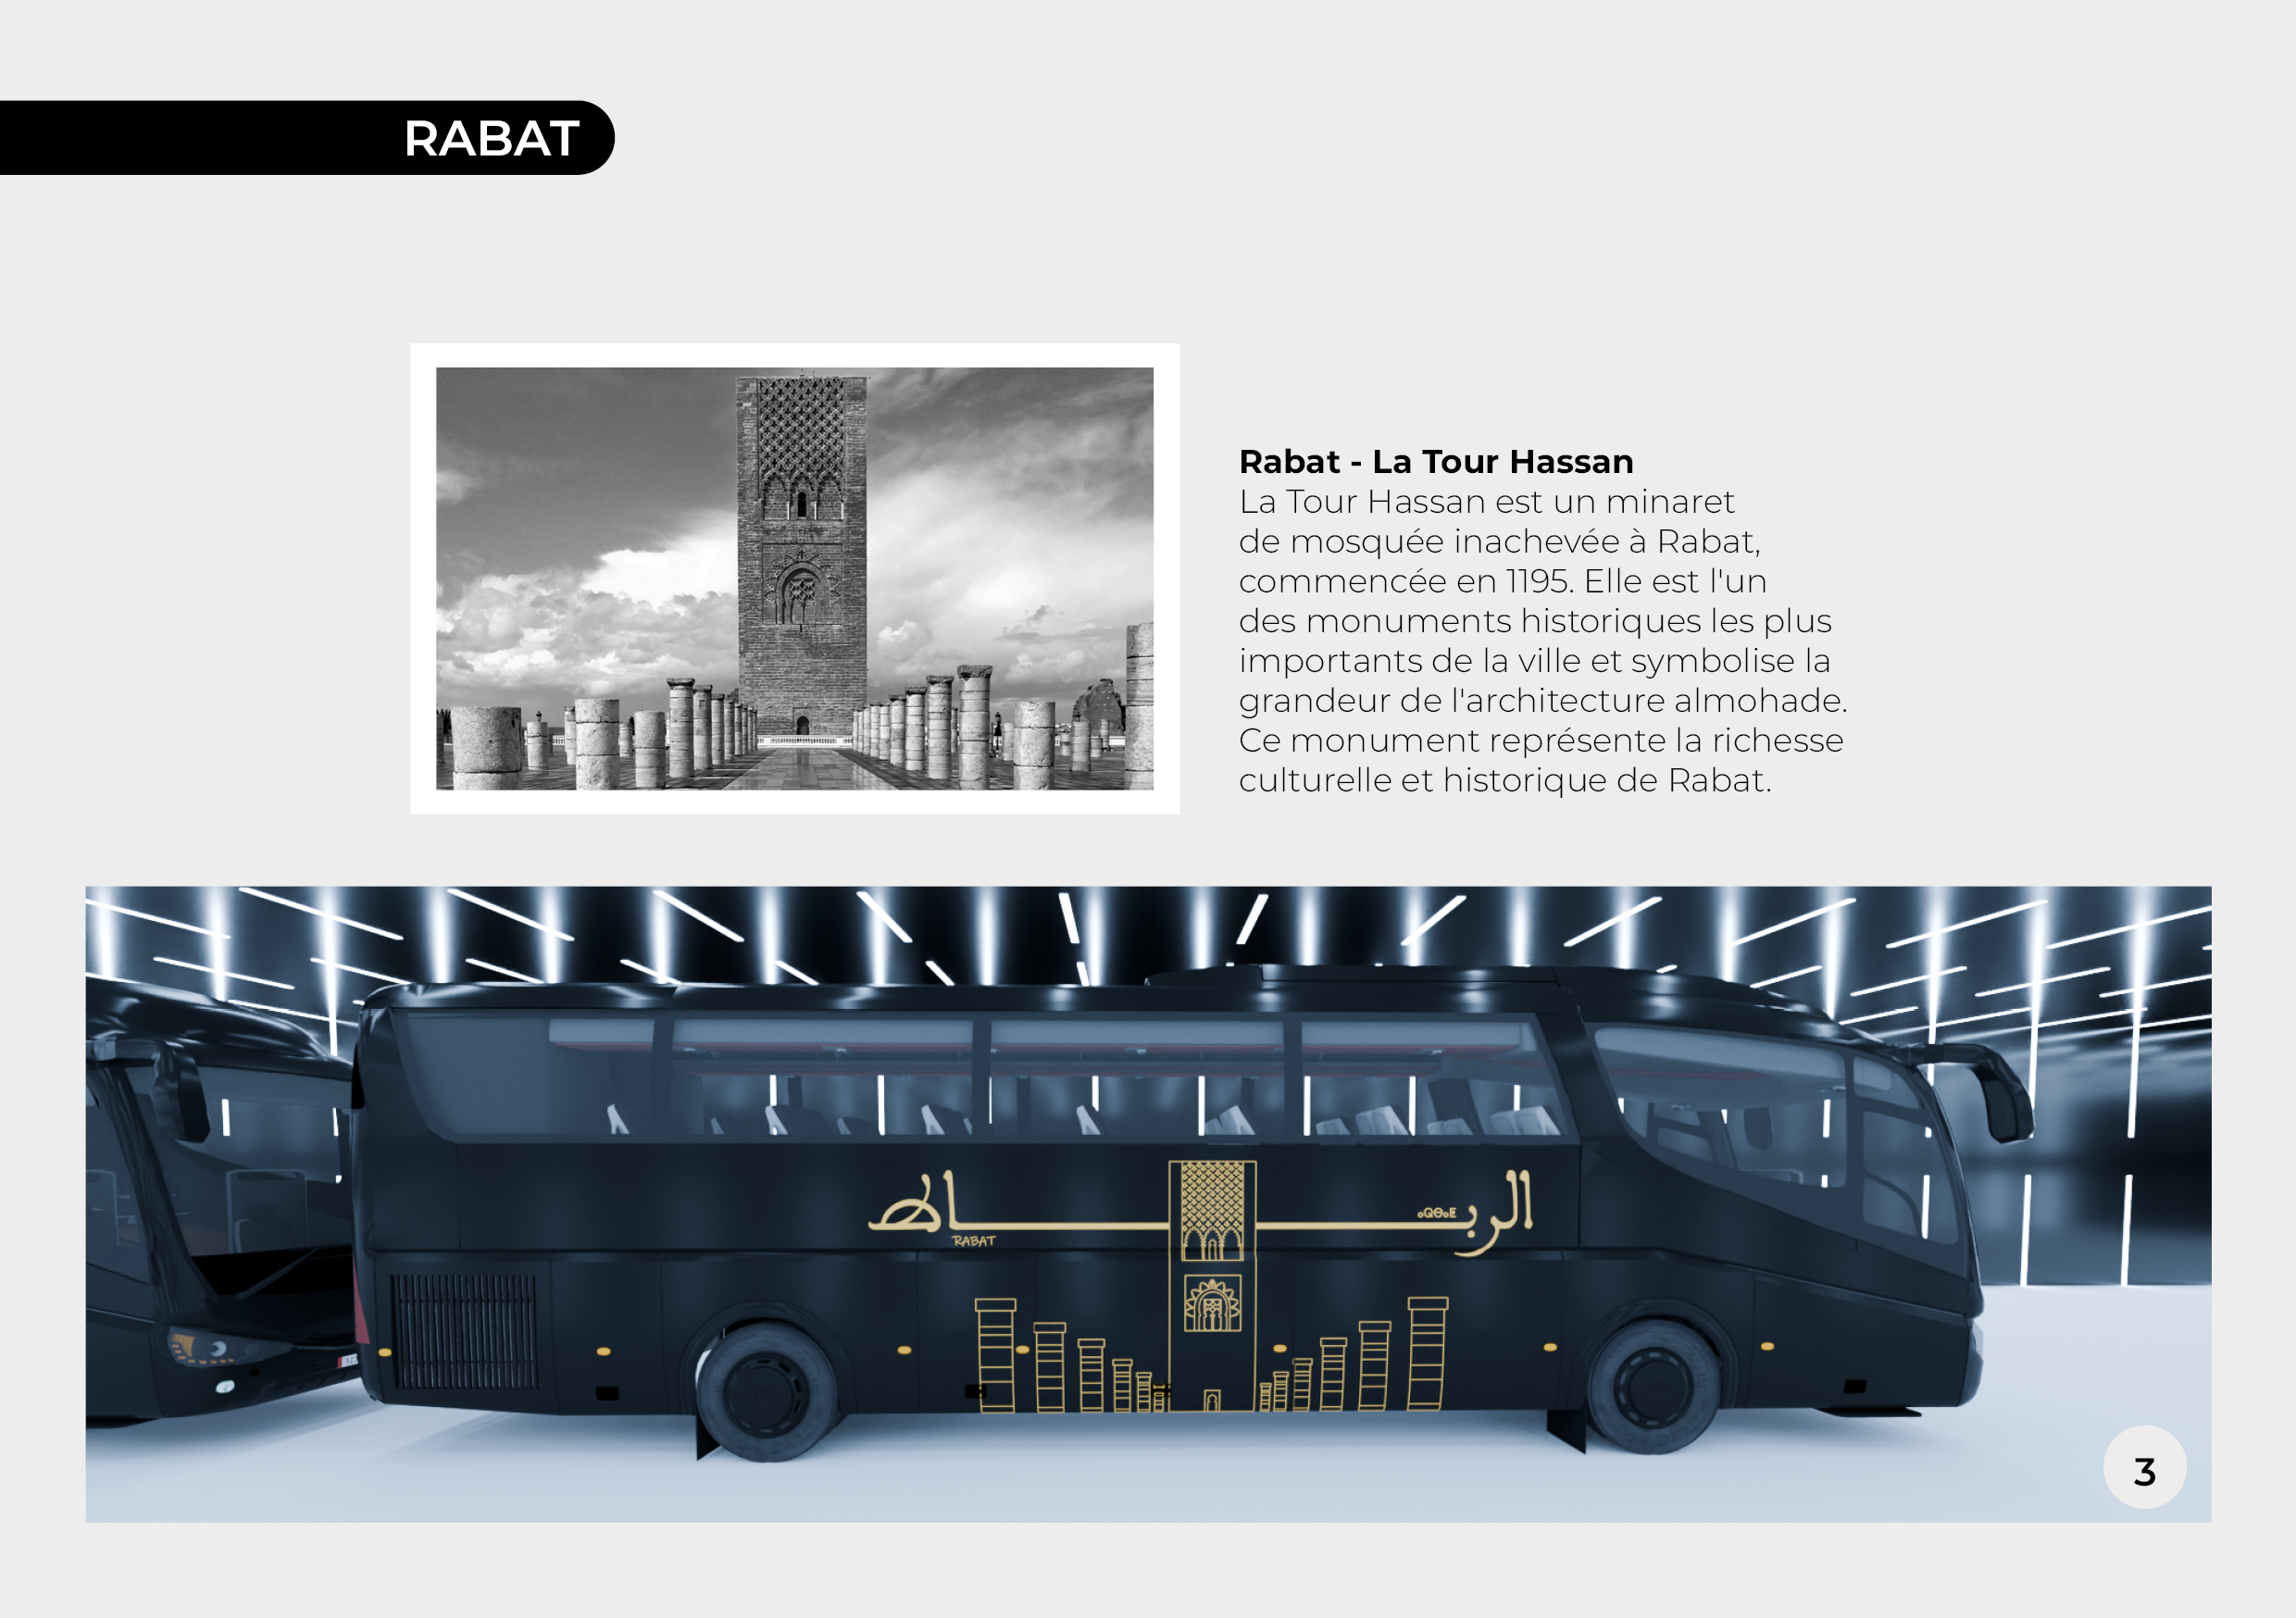 RABAT
Rabat - La Tour Hassan
La Tour Hassan est un minaret
de mosquée inachevée à Rabat,
commencée en 1195. Elle est l'un
des monuments historiques les plus
importants de la ville et symbolise la
grandeur de l'architecture almohade.
Ce monument représente la richesse
culturelle et historique de Rabat.
الربـاط
ⴰⵕⴱⴰⵟ
RABAT
3